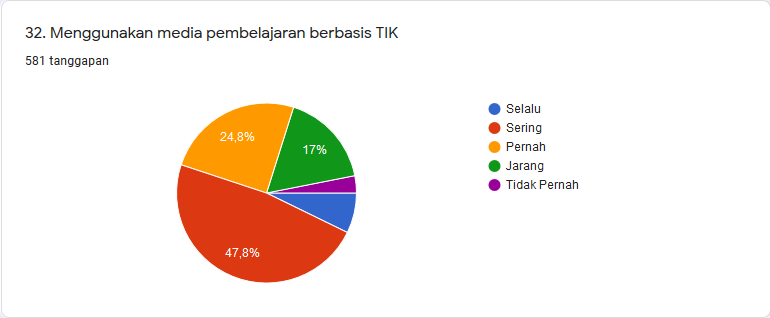 32. Menggunakan media pembelajaran berbasis TIK
581 tanggapan
24,8%
17%
47,8%
Selalu
Sering
Pernah
Jarang
Tidak Pernah